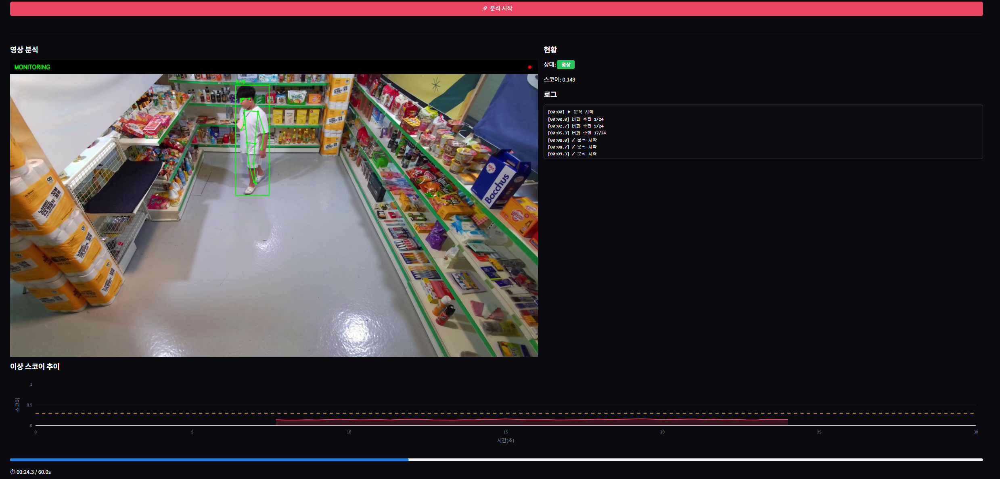 🚀 분석 시작
영상 분석
MONITORING
Bacchus
현황
상태: 정상
스코어: 0.149
로그
[00:00] ▶ 분석 시작
[00:00.0] 버퍼 수집 1/24
[00:02.7] 버퍼 수집 9/24
[00:05.3] 버퍼 수집 17/24
[00:08.0] ✓ 분석 시작
[00:08.7] ✓ 분석 시작
[00:09.3] ✓ 분석 시작
이상 스코어 추이
1
0.5
0
스코어
0 5 10 15 20 25 30
시간(초)
⏱ 00:24.3 / 60.0s